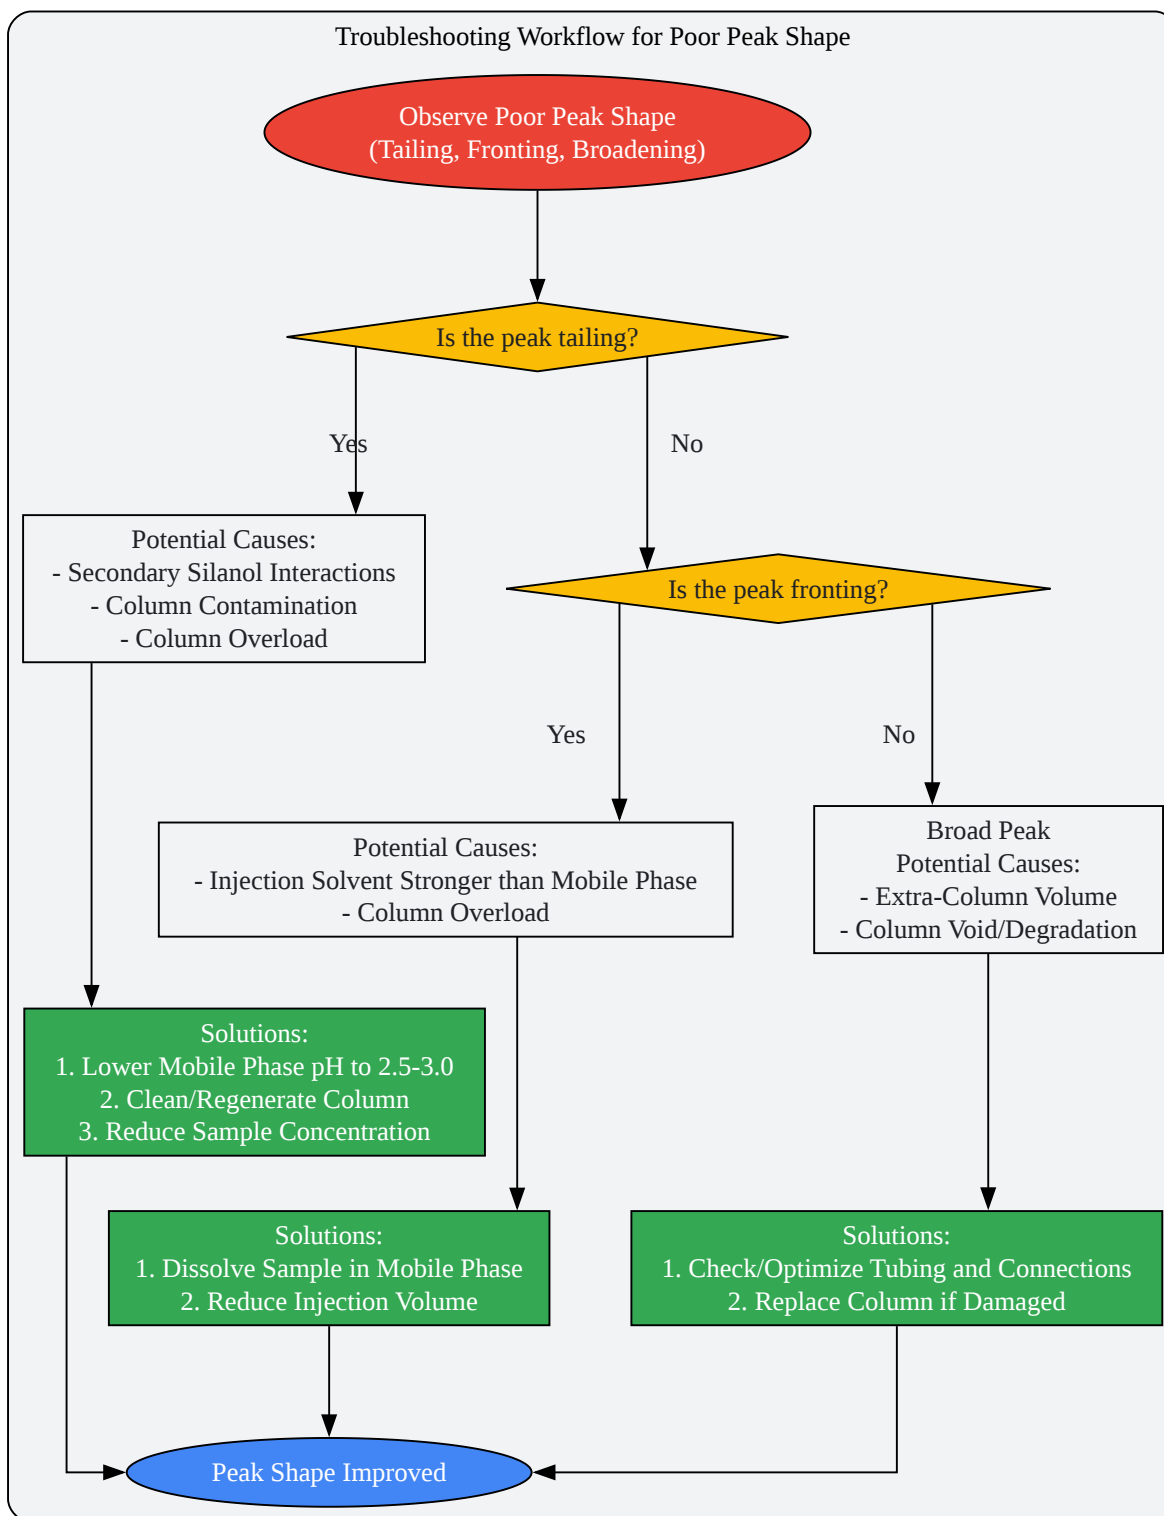 Troubleshooting Workflow for Poor Peak Shape
Observe Poor Peak Shape
(Tailing, Fronting, Broadening)
Is the peak tailing?
Yes
No
Potential Causes:
- Secondary Silanol Interactions
- Column Contamination
- Column Overload
Is the peak fronting?
Yes
No
Potential Causes:
- Injection Solvent Stronger than Mobile Phase
- Column Overload
Broad Peak
Potential Causes:
- Extra-Column Volume
- Column Void/Degradation
Solutions:
1. Lower Mobile Phase pH to 2.5-3.0
2. Clean/Regenerate Column
3. Reduce Sample Concentration
Solutions:
1. Dissolve Sample in Mobile Phase
2. Reduce Injection Volume
Solutions:
1. Check/Optimize Tubing and Connections
2. Replace Column if Damaged
Peak Shape Improved